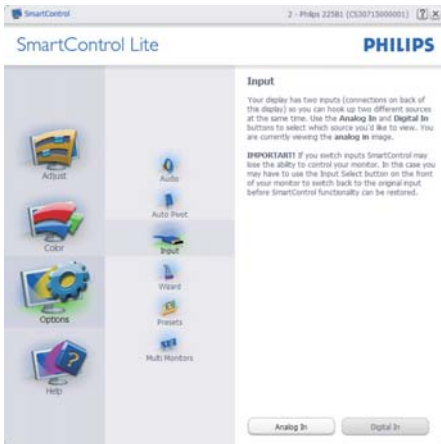 SmartControl
2 - Philips 225B1 (CS30715000001)
SmartControl Lite
PHILIPS
Adjust
Color
Options
Help
Audio
Auto Pivot
Input
Wizard
Presets
Multi Monitors
Input
Your display has two inputs (connections on back of
this display) so you can hook up two different sources
at the same time. Use the Analog In and Digital In
buttons to select which source you'd like to view. You
are currently viewing the analog in image.
IMPORTANT! If you switch inputs SmartControl may
lose the ability to control your monitor. In this case you
may have to use the Input Select button on the front
of your monitor to switch back to the original input
before SmartControl functionality can be restored.
Analog In
Digital In